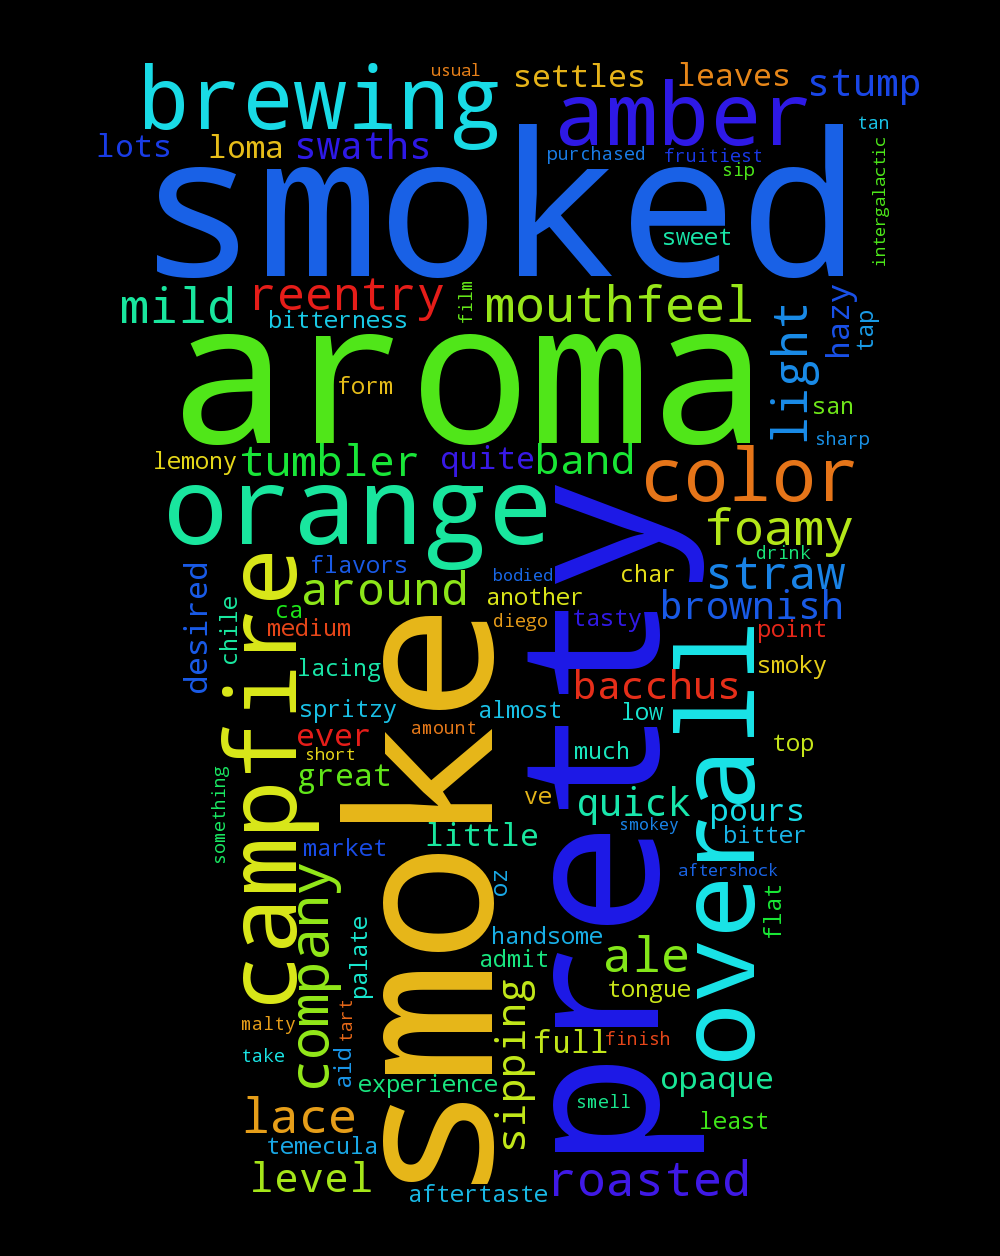 usual
brewing
settles
leaves
stump
amber
tan
lots
loma
swaths
purchased
fruitiest
sip
intergalactic
smoked
sweet
mild
reentry
bitterness
film
mouthfeel
light
hazy
tap
aroma
form
san
sharp
lemony
tumbler
quite
band
color
orange
foamy
drink
flavors
around
bodied
another
char
straw
brownish
desired
chile
ca
medium
campfire
diego
tasty
point
lacing
smoky
bacchus
spritzy
almost
low
amount
ever
short
great
much
top
pretty
overall
smoke
ve
quick
pours
something
market
little
smokey
bitter
aftershock
flat
company
palate
oz
handsome
admit
ale
tongue
malty
tart
take
aid
sipping
full
finish
experience
opaque
smell
least
lace
temecula
level
aftertaste
roasted